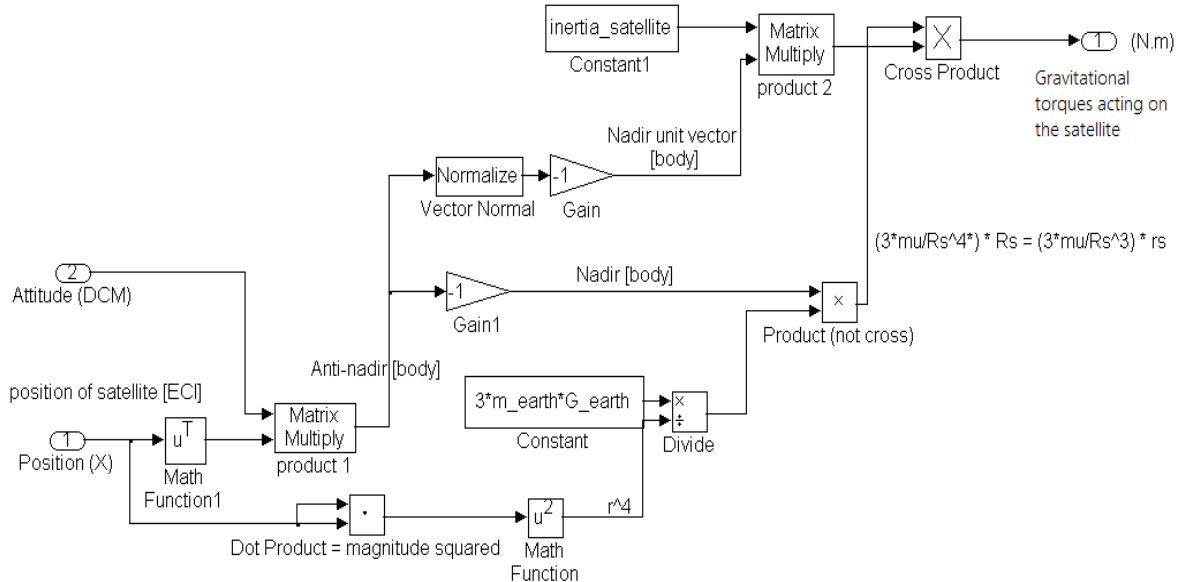 inertia_satellite
Constant1
Matrix
Multiply
product 2
Cross Product
1
(N.m)
Gravitational
torques acting on
the satellite
Nadir unit vector
[body]
Normalize
Vector Normal
-1
Gain
(3*mu/Rs^4*) * Rs = (3*mu/Rs^3) * rs
2
Attitude (DCM)
-1
Gain1
Nadir [body]
×
Product (not cross)
Anti-nadir [body]
position of satellite [ECI]
1
Position (X)
u^T
Math
Function1
Matrix
Multiply
product 1
3*m_earth*G_earth
Constant
×
÷
Divide
Dot Product = magnitude squared
u^2
Math
Function
r^4